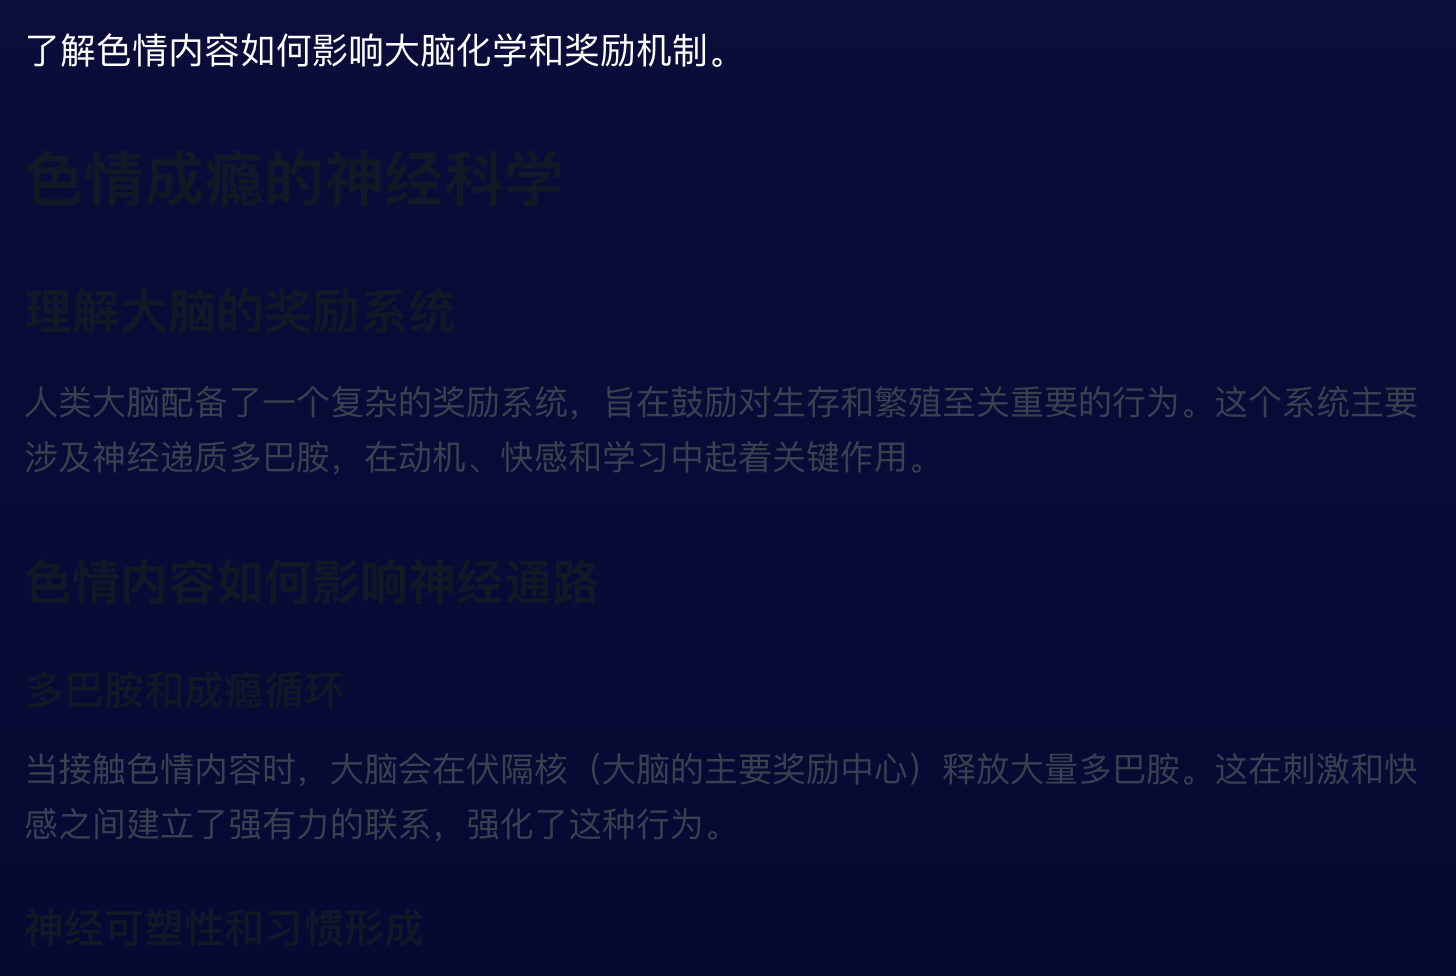 了解色情内容如何影响大脑化学和奖励机制。
色情成瘾的神经科学
理解大脑的奖励系统
人类大脑配备了一个复杂的奖励系统，旨在鼓励对生存和繁殖至关重要的行为。这个系统主要
涉及神经递质多巴胺，在动机、快感和学习中起着关键作用。
色情内容如何影响神经通路
多巴胺和成瘾循环
当接触色情内容时，大脑会在伏隔核（大脑的主要奖励中心）释放大量多巴胺。这在刺激和快
感之间建立了强有力的联系，强化了这种行为。
神经可塑性和习惯形成